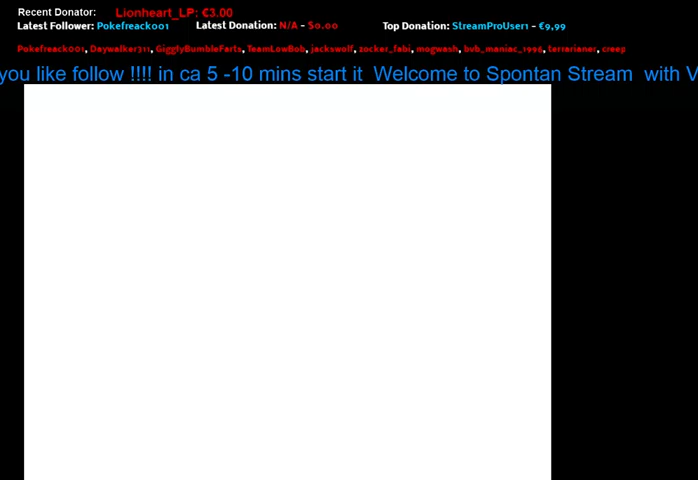 Recent Donator: Lionheart_LP: €3.00
Latest Follower: Pokefreack001 Latest Donation: N/A - $0.00 Top Donation: StreamProUser1 - €9,99
Pokefreack001, Daywalker311, GigglyBumbleFarts, TeamLowBob, jackswolf, zocker_fabi, mogwash, bub_maniac_1996, terrarianer, creep
you like follow !!!! in ca 5 -10 mins start it Welcome to Spontan Stream with V